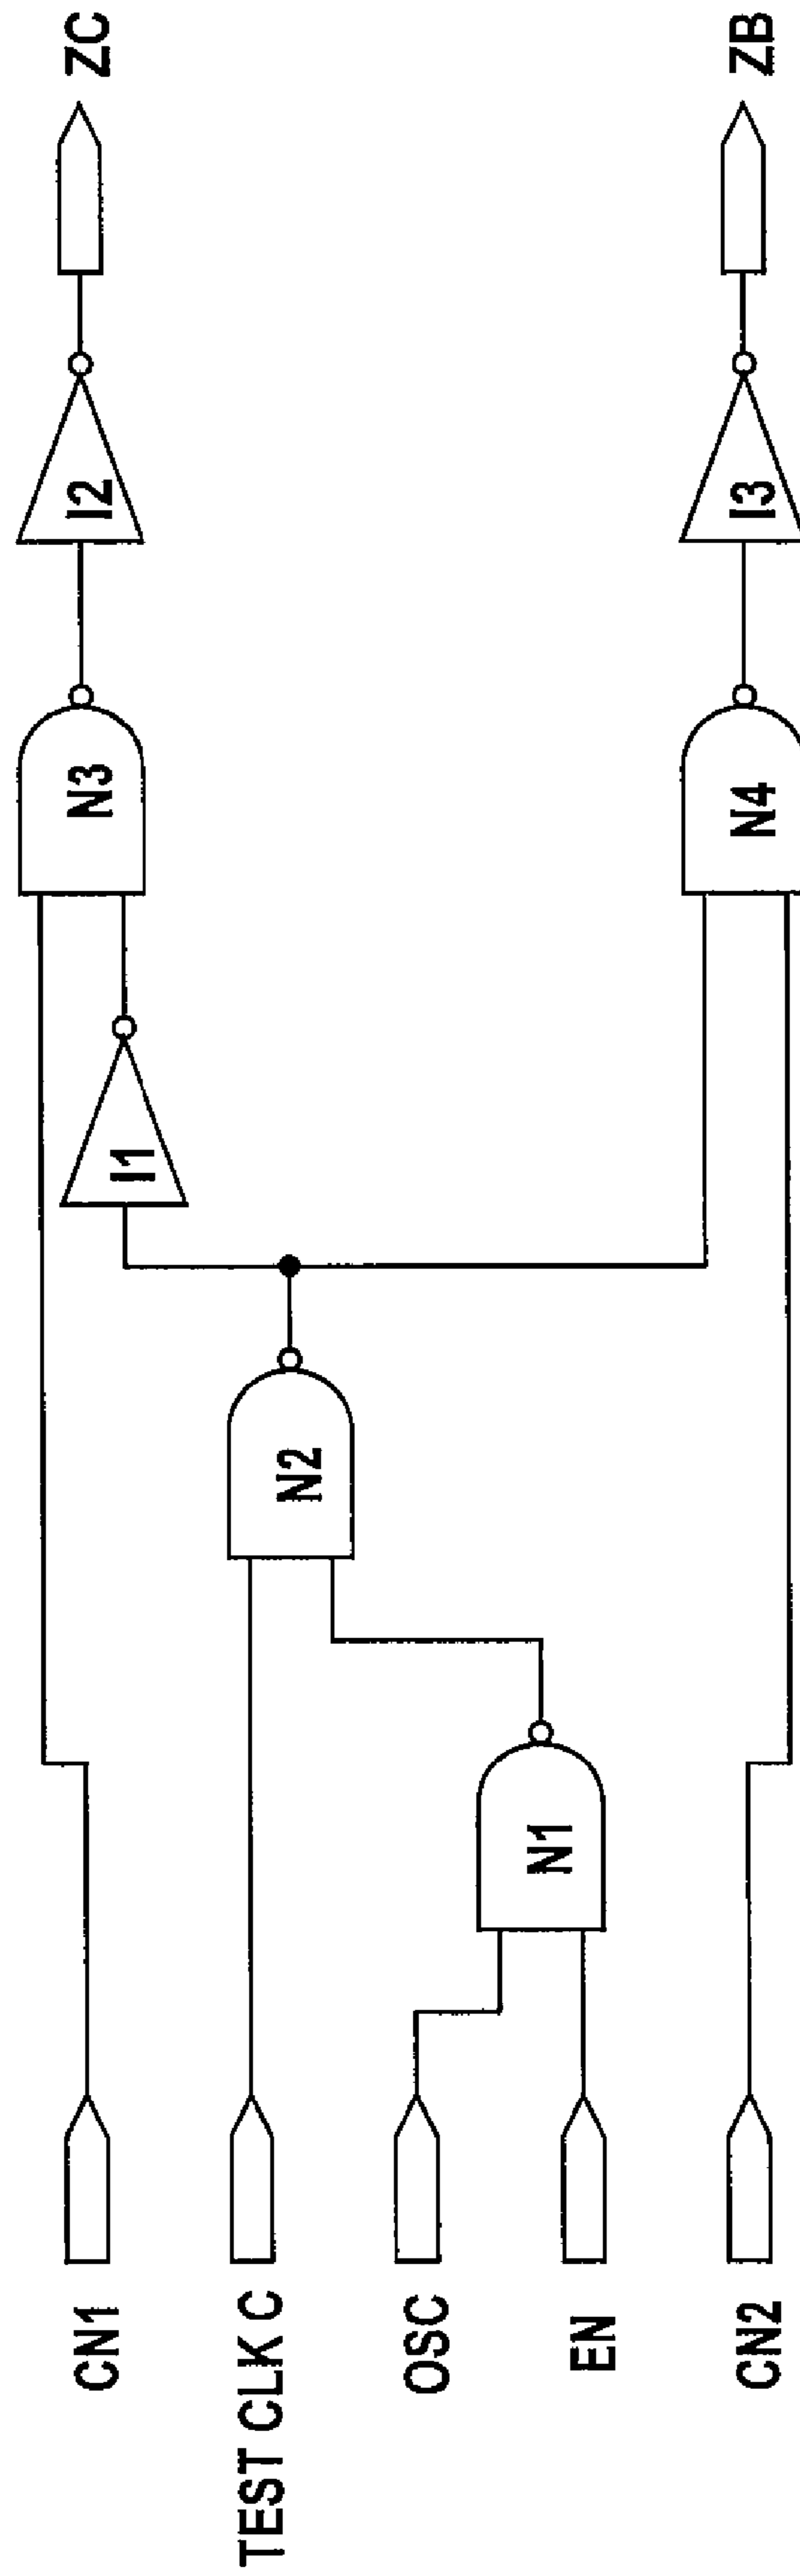 CN1
TEST CLK C
OSC
EN
CN2
N1
N2
I1
N3
N4
I2
I3
ZC
ZB